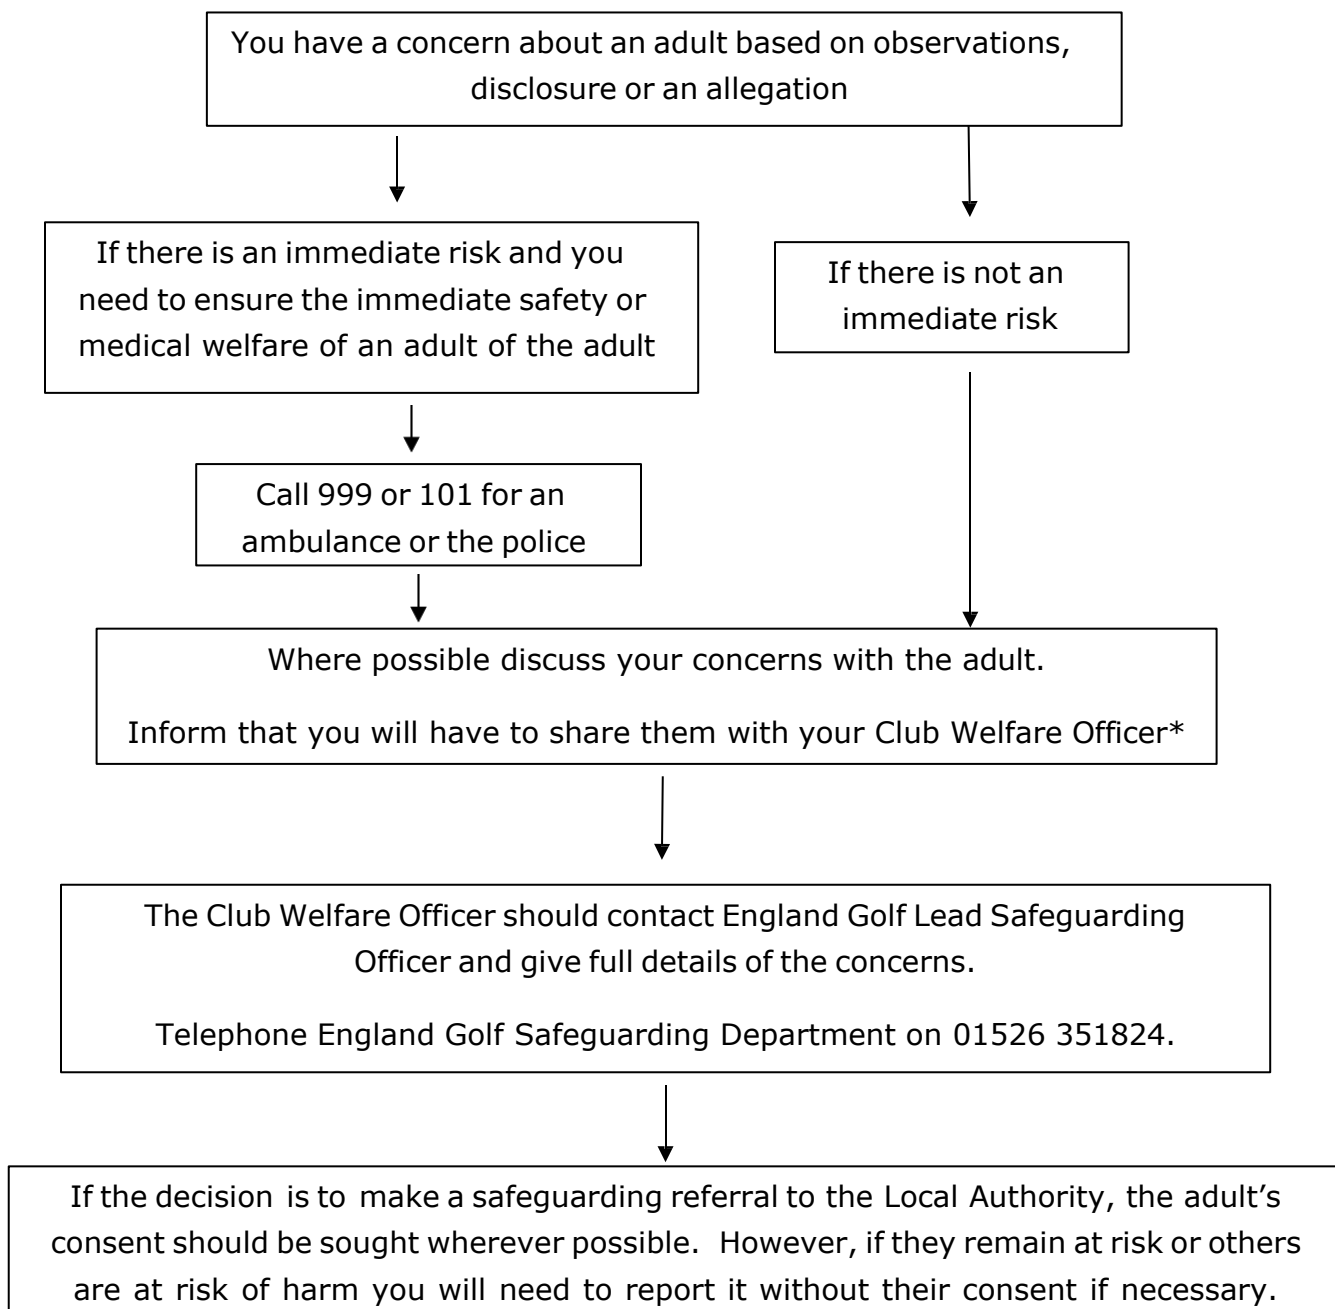 You have a concern about an adult based on observations,
disclosure or an allegation
If there is an immediate risk and you
need to ensure the immediate safety or
medical welfare of an adult of the adult
If there is not an
immediate risk
Call 999 or 101 for an
ambulance or the police
Where possible discuss your concerns with the adult.
Inform that you will have to share them with your Club Welfare Officer*
The Club Welfare Officer should contact England Golf Lead Safeguarding
Officer and give full details of the concerns.
Telephone England Golf Safeguarding Department on 01526 351824.
If the decision is to make a safeguarding referral to the Local Authority, the adult’s
consent should be sought wherever possible. However, if they remain at risk or others
are at risk of harm you will need to report it without their consent if necessary.